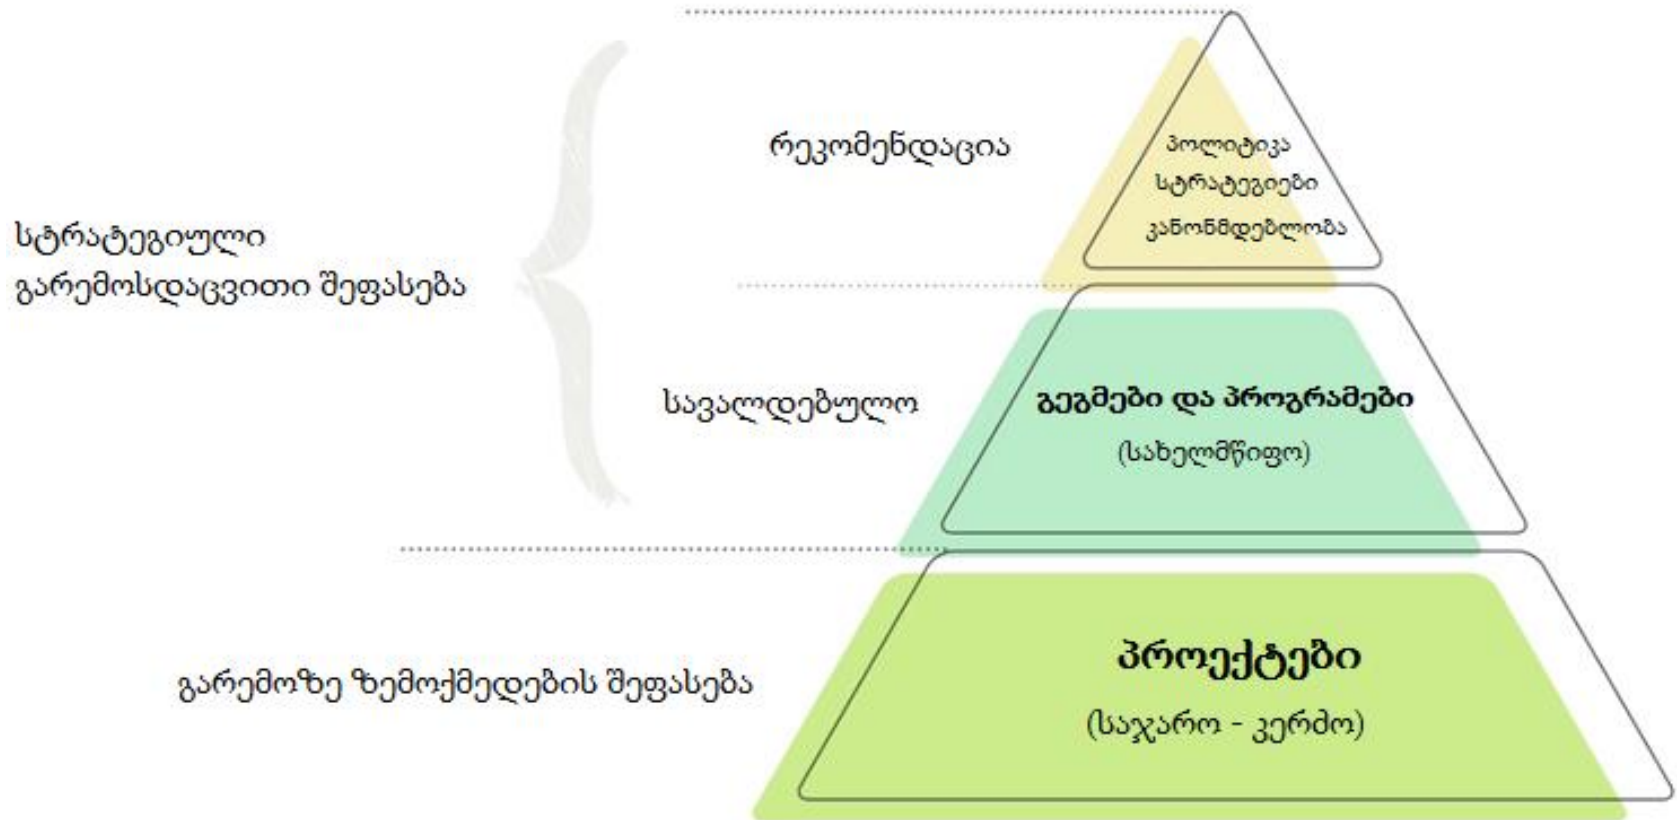 რეკომენდაცია
პოლიტიკა
სტრატეგიები
კანონმდებლობა
სტრატეგიული
გარემოსდაცვითი შეფასება
სავალდებულო
გეგმები და პროგრამები
(სახელმწიფო)
გარემოზე ზემოქმედების შეფასება
პროექტები
(საჯარო - კერძო)